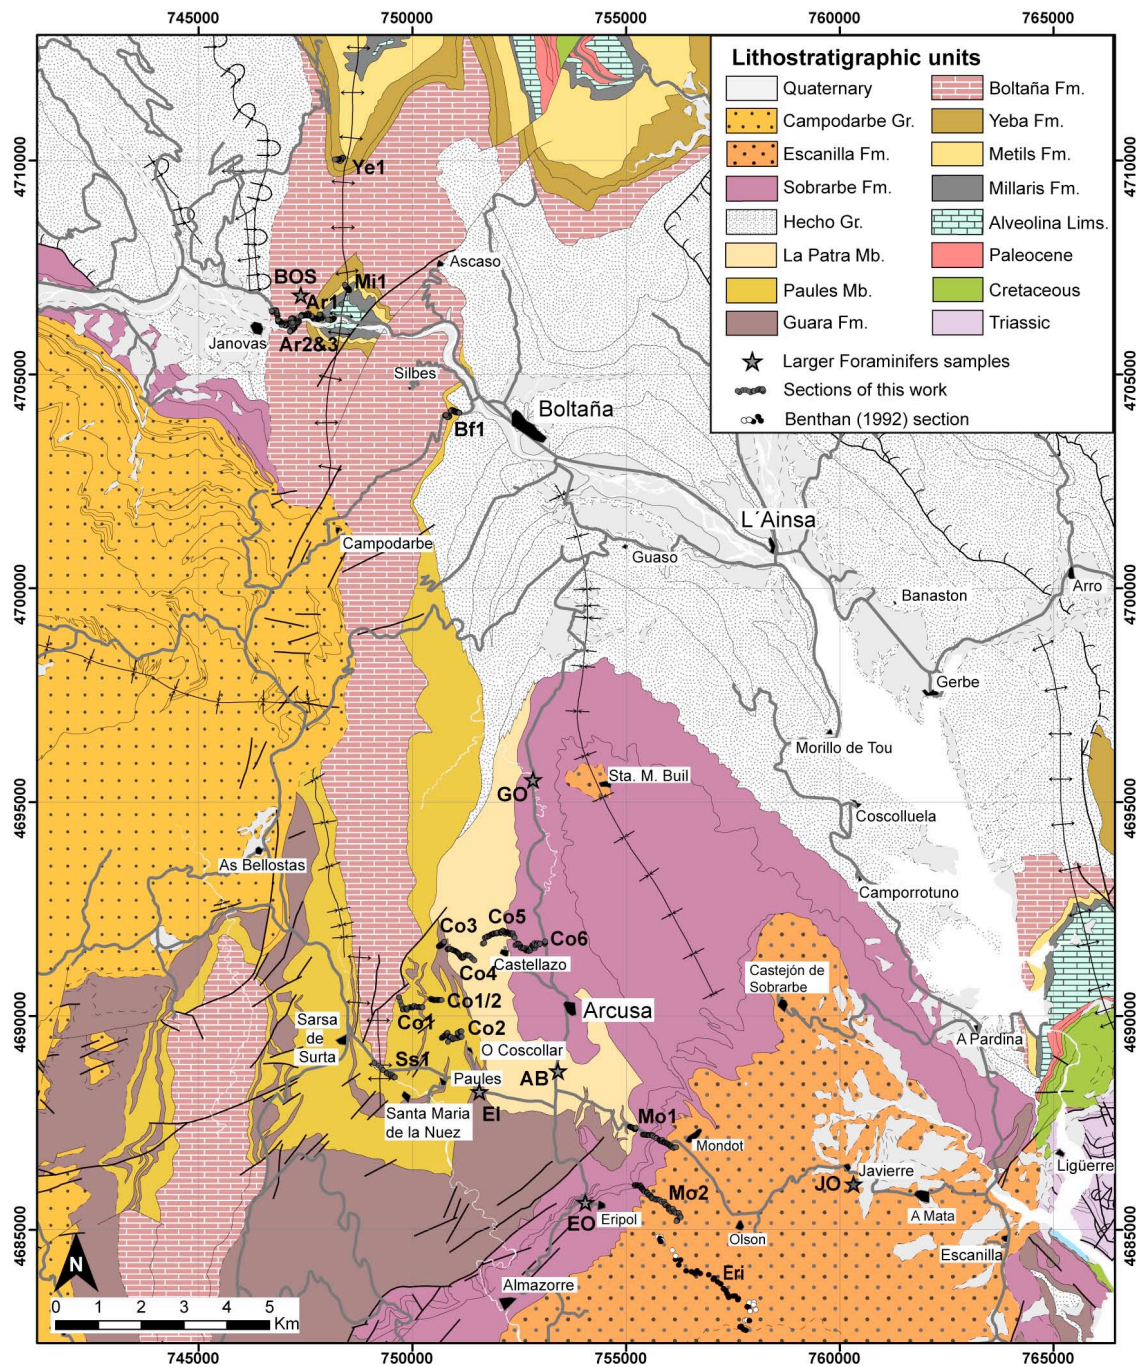 745000
750000
755000
760000
765000
4710000
4705000
4700000
4695000
4690000
4685000
4710000
4705000
4700000
4695000
4690000
4685000
Lithostratigraphic units
Quaternary
Campodarbe Gr.
Escanilla Fm.
Sobrarbe Fm.
Hecho Gr.
La Patra Mb.
Paules Mb.
Guara Fm.
Boltaña Fm.
Yeba Fm.
Metils Fm.
Millaris Fm.
Alveolina Lims.
Paleocene
Cretaceous
Triassic
Larger Foraminifers samples
Sections of this work
Benthan (1992) section
Ye1
Ascaso
BOS
Mi1
Ar1
Janovas
Ar2&3
Silbes
Boltaña
Bf1
L´Ainsa
Campodarbe
Guaso
Arro
Banaston
Gerbe
Morillo de Tou
Sta. M. Buil
GO
Coscolluela
As Bellostas
Camporrotuno
Co3
Co5
Co6
Castellazo
Co4
Castejón de
Sobrarbe
Co1/2
Arcusa
Sarsa
de
Surta
Co1
Co2
A Pardina
O Coscollar
Ss1
Paules
AB
Santa Maria
de la Nuez
EI
Mo1
Mondot
Ligüerre
Javierre
JO
Mo2
A Mata
EO
Eripol
Olson
Escanilla
Eri
Almazorre
N
0 1 2 3 4 5
Km
745000
750000
755000
760000
765000